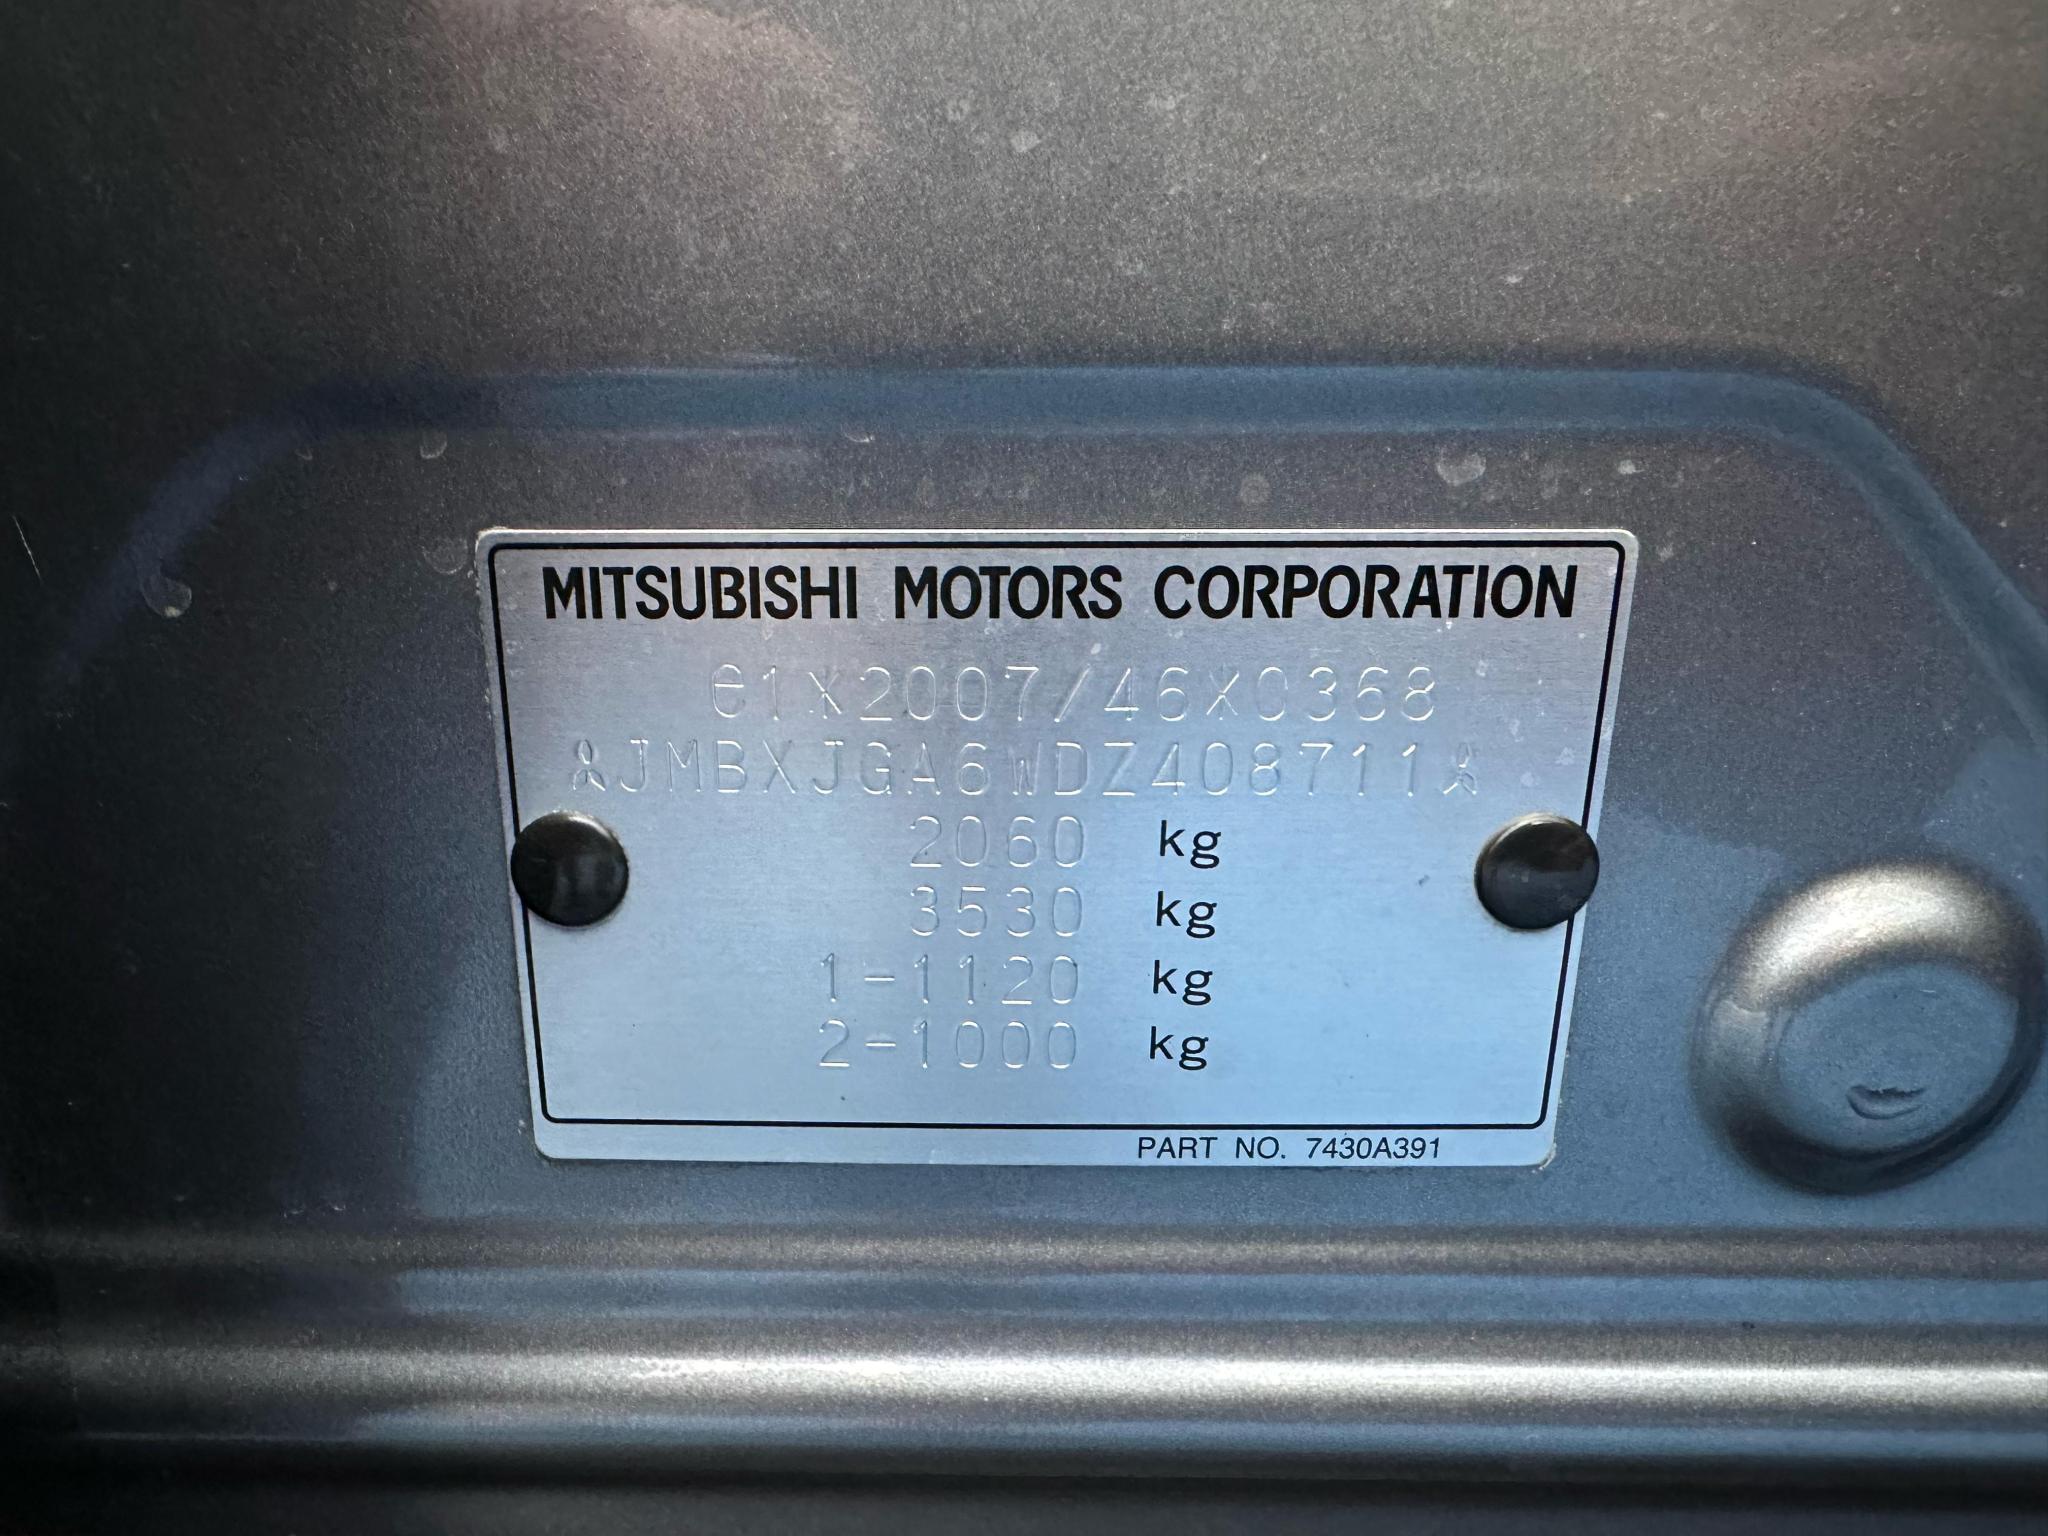 MITSUBISHI MOTORS CORPORATION
e1*2007/46*0368
JMBXJGA6WDZ408711
2060 kg
3530 kg
1-1120 kg
2-1000 kg
PART NO. 7430A391